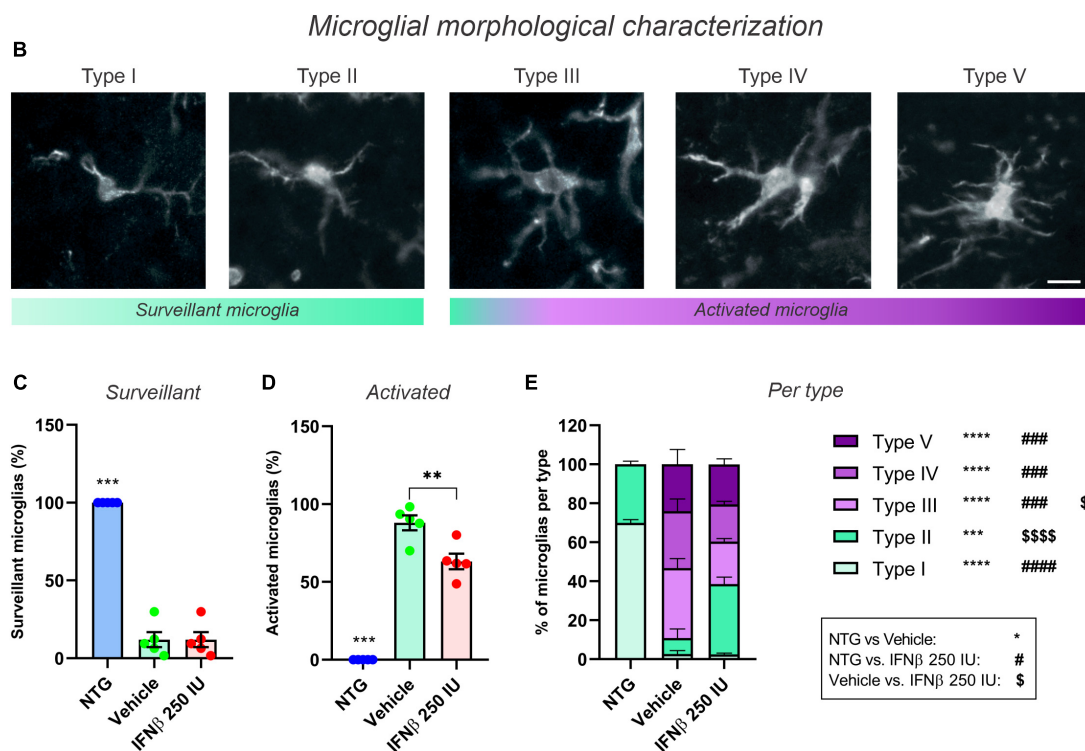 Microglial morphological characterization
B
Type I
Type II
Type III
Type IV
Type V
Surveillant microglia
Activated microglia
C
Surveillant
Surveillant microglias (%)
150
100
50
0
***
NTG
Vehicle
IFNβ 250 IU
D
Activated
Activated microglias (%)
150
100
50
0
***
**
NTG
Vehicle
IFNβ 250 IU
E
Per type
% of microglias per type
120
100
80
60
40
20
0
NTG
Vehicle
IFNβ 250 IU
Type V **** ###
Type IV **** ###
Type III **** ### $
Type II *** $$$$
Type I **** ####
NTG vs Vehicle: *
NTG vs. IFNβ 250 IU: #
Vehicle vs. IFNβ 250 IU: $